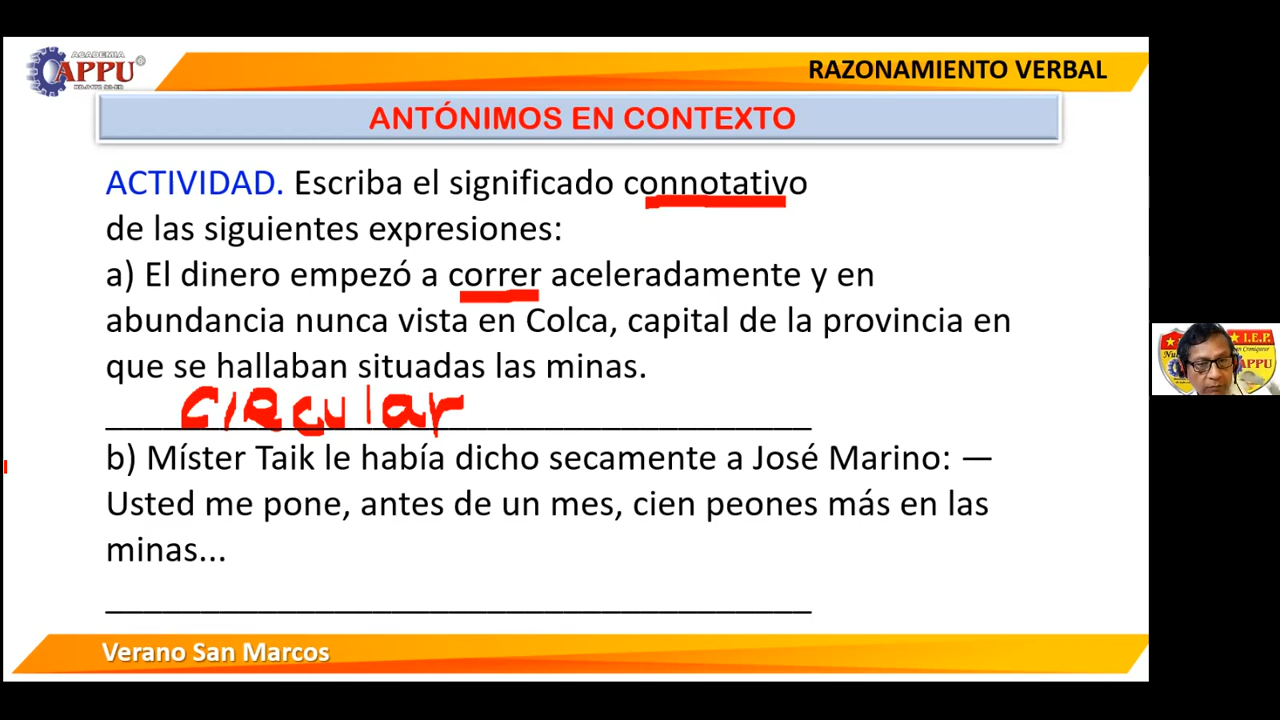 ACADEMIA
APPU
RAZONAMIENTO VERBAL
ANTÓNIMOS EN CONTEXTO
ACTIVIDAD. Escriba el significado connotativo
de las siguientes expresiones:
a) El dinero empezó a correr aceleradamente y en
abundancia nunca vista en Colca, capital de la provincia en
que se hallaban situadas las minas.
circular
b) Míster Taik le había dicho secamente a José Marino: —
Usted me pone, antes de un mes, cien peones más en las
minas...
I.E.P.
APPU
Verano San Marcos